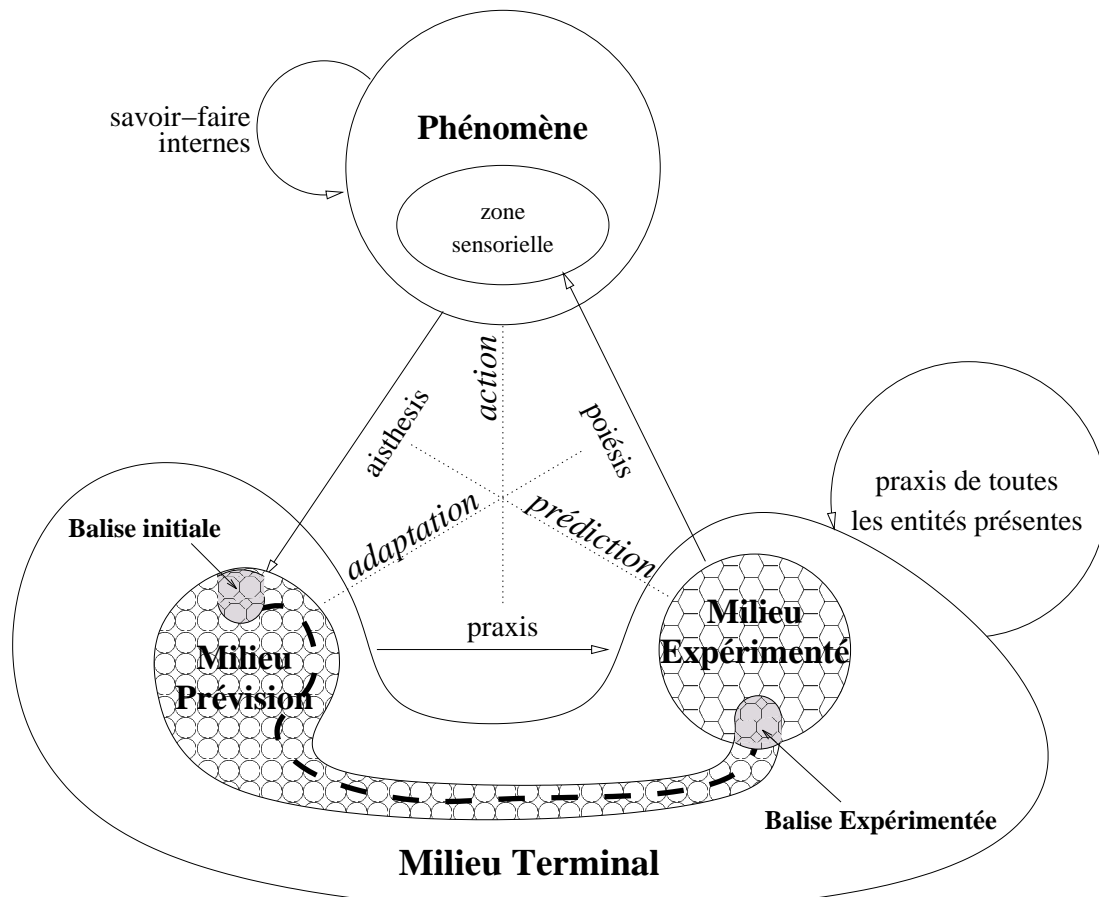 savoir−faire
internes
Phénomène
zone
sensorielle
action
aisthesis
poiésis
adaptation
prédiction
praxis de toutes
les entités présentes
Balise initiale
Milieu
Prévision
praxis
Milieu
Expérimenté
Balise Expérimentée
Milieu Terminal